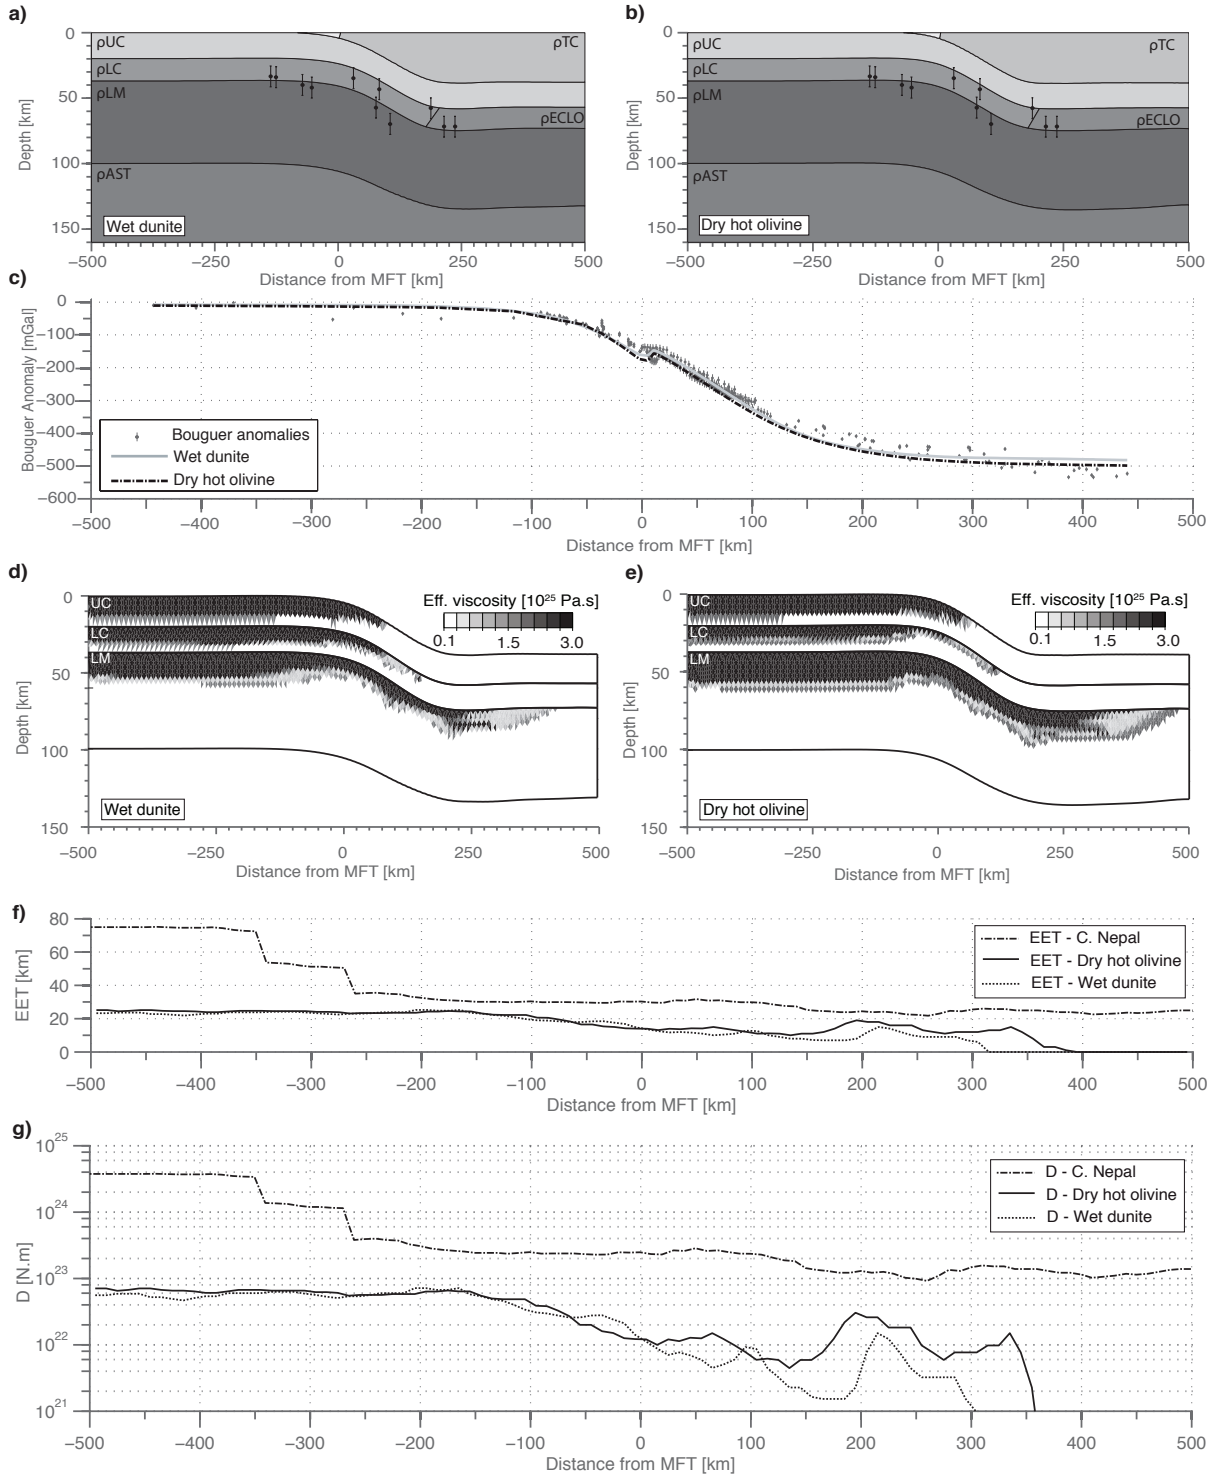 a)
0
50
100
150
Depth [km]
ρUC
ρTC
ρLC
ρLM
ρECLO
ρAST
Wet dunite
−500
−250
0
250
500
Distance from MFT [km]
b)
0
50
100
150
Depth [km]
ρUC
ρTC
ρLC
ρLM
ρECLO
ρAST
Dry hot olivine
−500
−250
0
250
500
Distance from MFT [km]
c)
0
−100
−200
−300
−400
−500
−600
Bouguer Anomaly [mGal]
Bouguer anomalies
Wet dunite
Dry hot olivine
−500
−400
−300
−200
−100
0
100
200
300
400
500
Distance from MFT [km]
d)
0
50
100
150
Depth [km]
UC
LC
LM
Eff. viscosity [10²⁵ Pa.s]
0.1
1.5
3.0
Wet dunite
−500
−250
0
250
500
Distance from MFT [km]
e)
0
50
100
150
Depth [km]
UC
LC
LM
Eff. viscosity [10²⁵ Pa.s]
0.1
1.5
3.0
Dry hot olivine
−500
−250
0
250
500
Distance from MFT [km]
f)
80
60
40
20
0
EET [km]
EET - C. Nepal
EET - Dry hot olivine
EET - Wet dunite
−500
−400
−300
−200
−100
0
100
200
300
400
500
Distance from MFT [km]
g)
10²⁵
10²⁴
10²³
10²²
10²¹
D [N.m]
D - C. Nepal
D - Dry hot olivine
D - Wet dunite
−500
−400
−300
−200
−100
0
100
200
300
400
500
Distance from MFT [km]